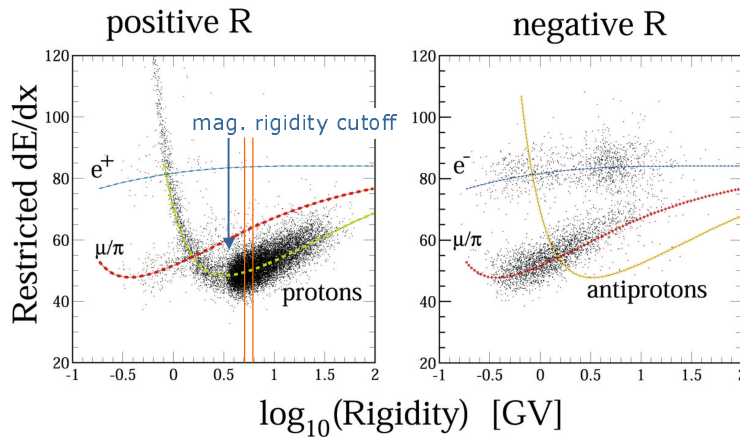 positive R
negative R
Restricted dE/dx
120
100
80
60
40
20
mag. rigidity cutoff
e+
μ/π
protons
-1
-0.5
0
0.5
1
1.5
2
120
100
80
60
40
20
e-
μ/π
antiprotons
-1
-0.5
0
0.5
1
1.5
2
log10(Rigidity) [GV]